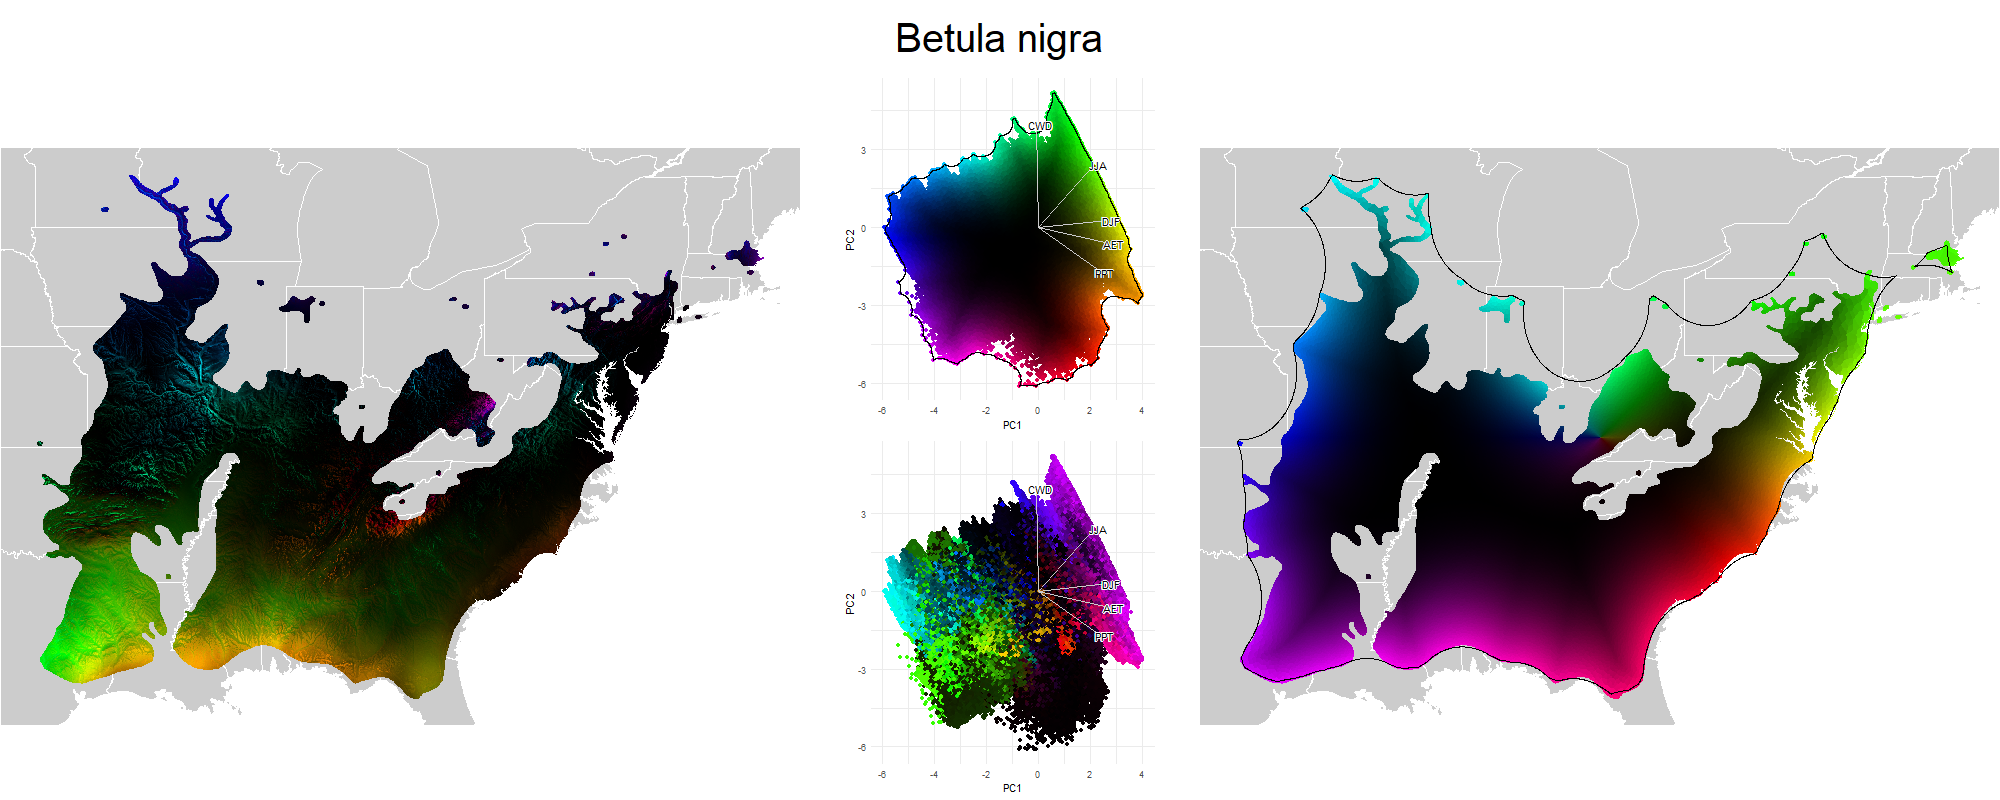 Betula nigra
CWD
JJA
DJF
AET
PPT
PC2
3
0
-3
-6
-6 -4 -2 0 2 4
PC1
CWD
JJA
DJF
AET
PPT
PC2
3
0
-3
-6
-6 -4 -2 0 2 4
PC1